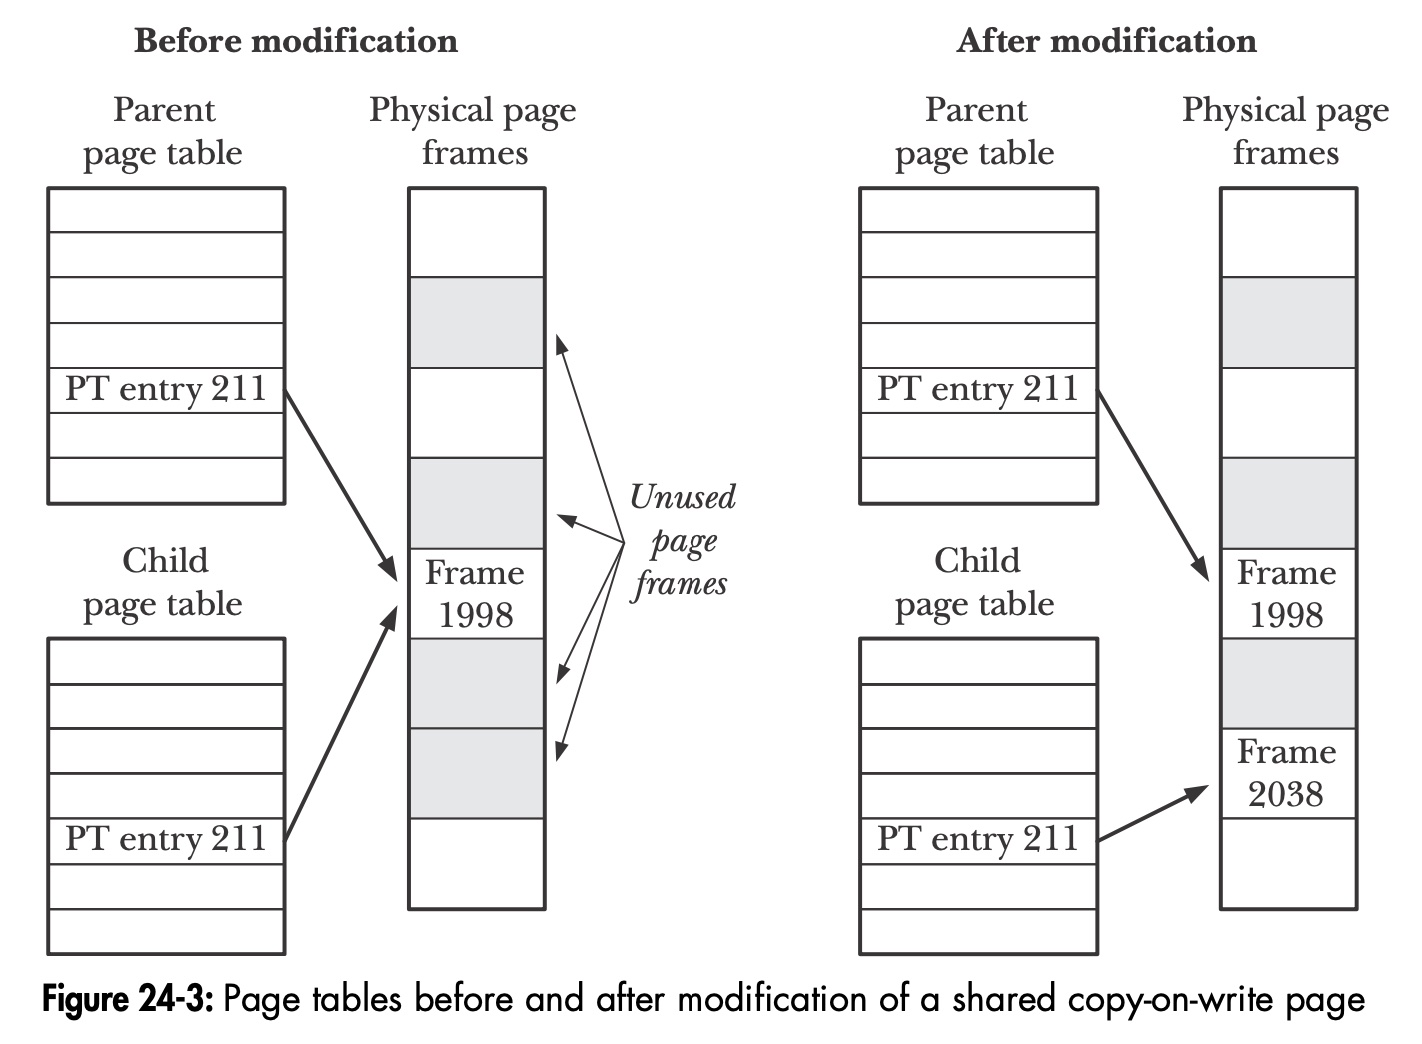 Before modification
Parent
page table
Physical page
frames
PT entry 211
Frame
1998
Unused
page
frames
Child
page table
PT entry 211
After modification
Parent
page table
Physical page
frames
PT entry 211
Frame
1998
Child
page table
Frame
2038
PT entry 211
Figure 24-3: Page tables before and after modification of a shared copy-on-write page